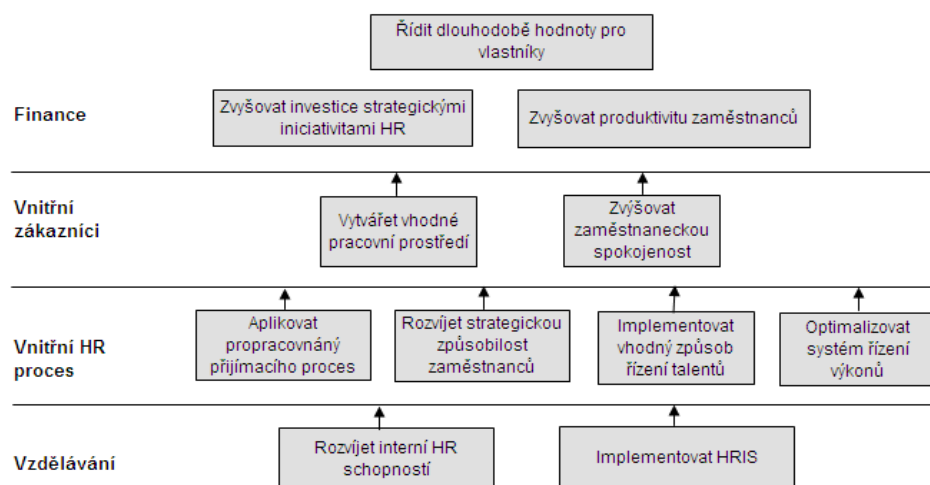 Řídit dlouhodobě hodnoty pro
vlastníky
Finance
Zvyšovat investice strategickými
iniciativami HR
Zvyšovat produktivitu zaměstnanců
Vnitřní
zákazníci
Vytvářet vhodné
pracovní prostředí
Zvýšovat
zaměstnaneckou
spokojenost
Vnitřní HR
proces
Aplikovat
propracovnáný
přijímacího proces
Rozvíjet strategickou
způsobilost
zaměstnanců
Implementovat
vhodný způsob
řízení talentů
Optimalizovat
systém řízení
výkonů
Vzdělávání
Rozvíjet interní HR
schopností
Implementovat HRIS